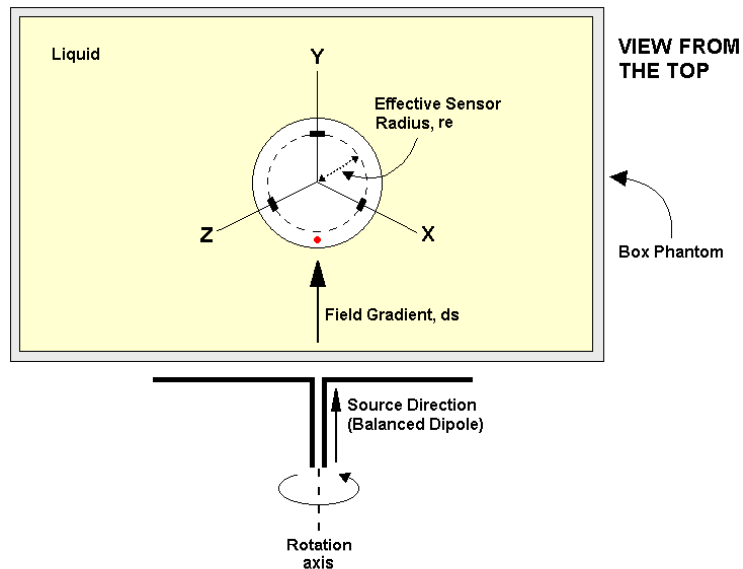 Liquid
Y
VIEW FROM
THE TOP
Effective Sensor
Radius, re
Z
X
Box Phantom
Field Gradient, ds
Source Direction
(Balanced Dipole)
Rotation
axis